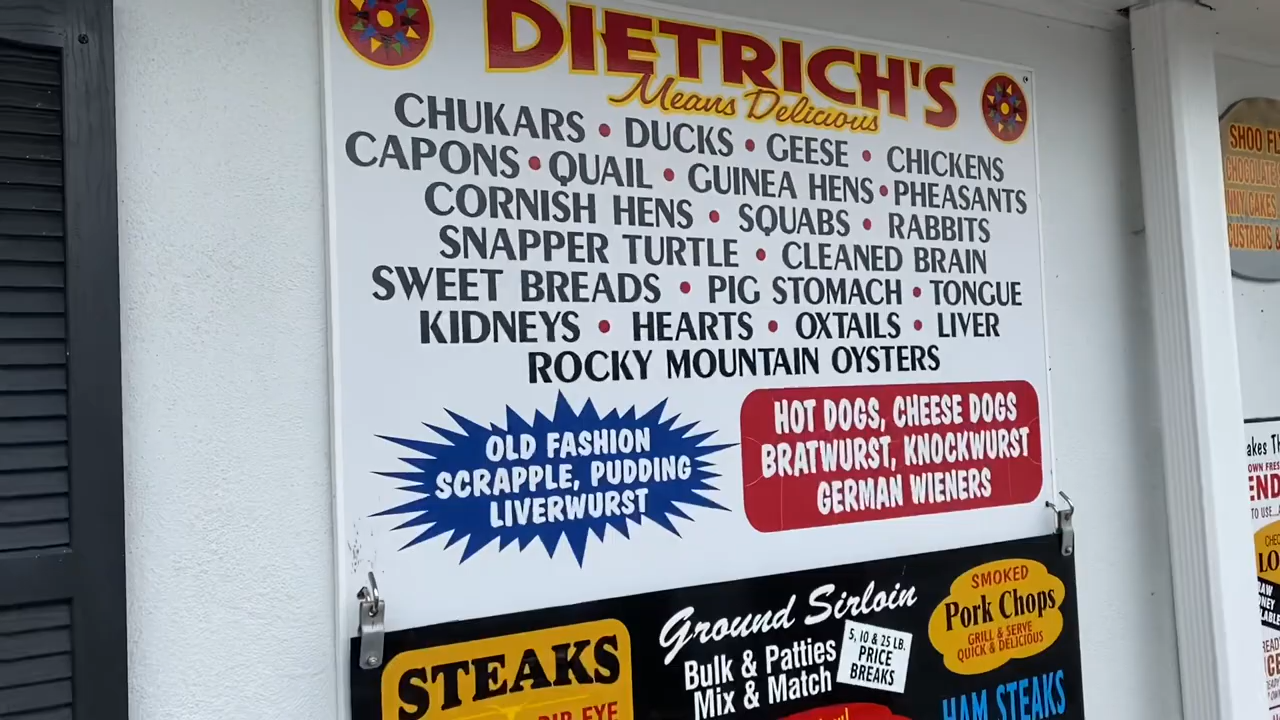 DIETRICH'S
Means Delicious
CHUKARS • DUCKS • GEESE • CHICKENS
CAPONS • QUAIL • GUINEA HENS • PHEASANTS
CORNISH HENS • SQUABS • RABBITS
SNAPPER TURTLE • CLEANED BRAIN
SWEET BREADS • PIG STOMACH • TONGUE
KIDNEYS • HEARTS • OXTAILS • LIVER
ROCKY MOUNTAIN OYSTERS
OLD FASHION
SCRAPPLE, PUDDING
LIVERWURST
HOT DOGS, CHEESE DOGS
BRATWURST, KNOCKWURST
GERMAN WIENERS
STEAKS
RIB EYE
Ground Sirloin
Bulk & Patties
Mix & Match
5, 10 & 25 LB.
PRICE
BREAKS
SMOKED
Pork Chops
GRILL & SERVE
QUICK & DELICIOUS
HAM STEAKS
SHOO